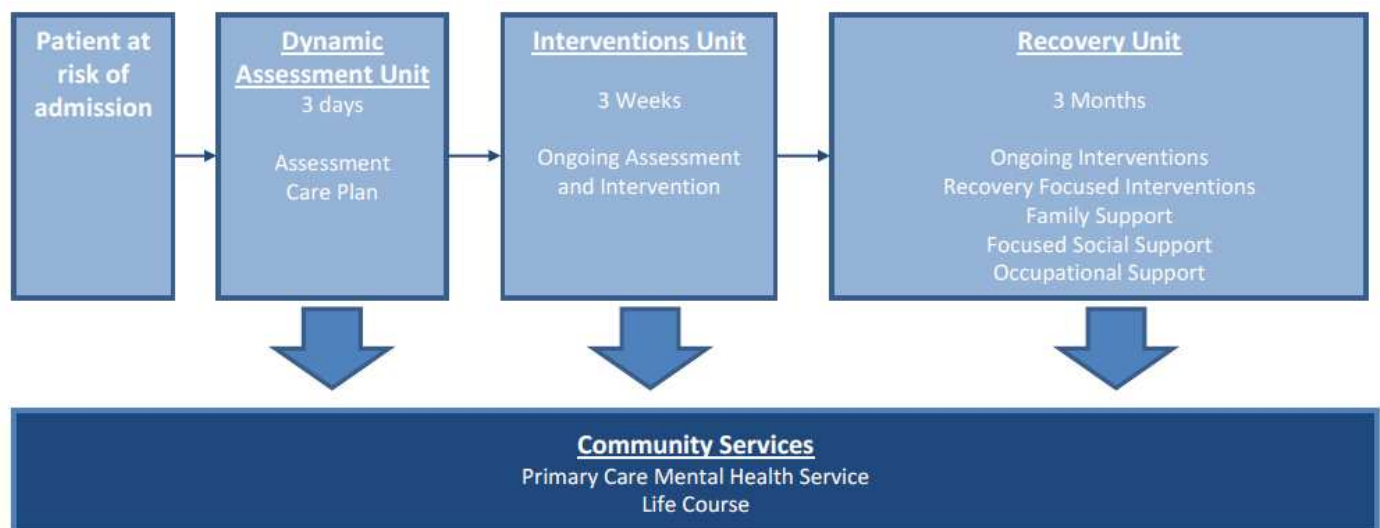 Patient at
risk of
admission
Dynamic
Assessment Unit
3 days
Assessment
Care Plan
Interventions Unit
3 Weeks
Ongoing Assessment
and Intervention
Recovery Unit
3 Months
Ongoing Interventions
Recovery Focused Interventions
Family Support
Focused Social Support
Occupational Support
Community Services
Primary Care Mental Health Service
Life Course